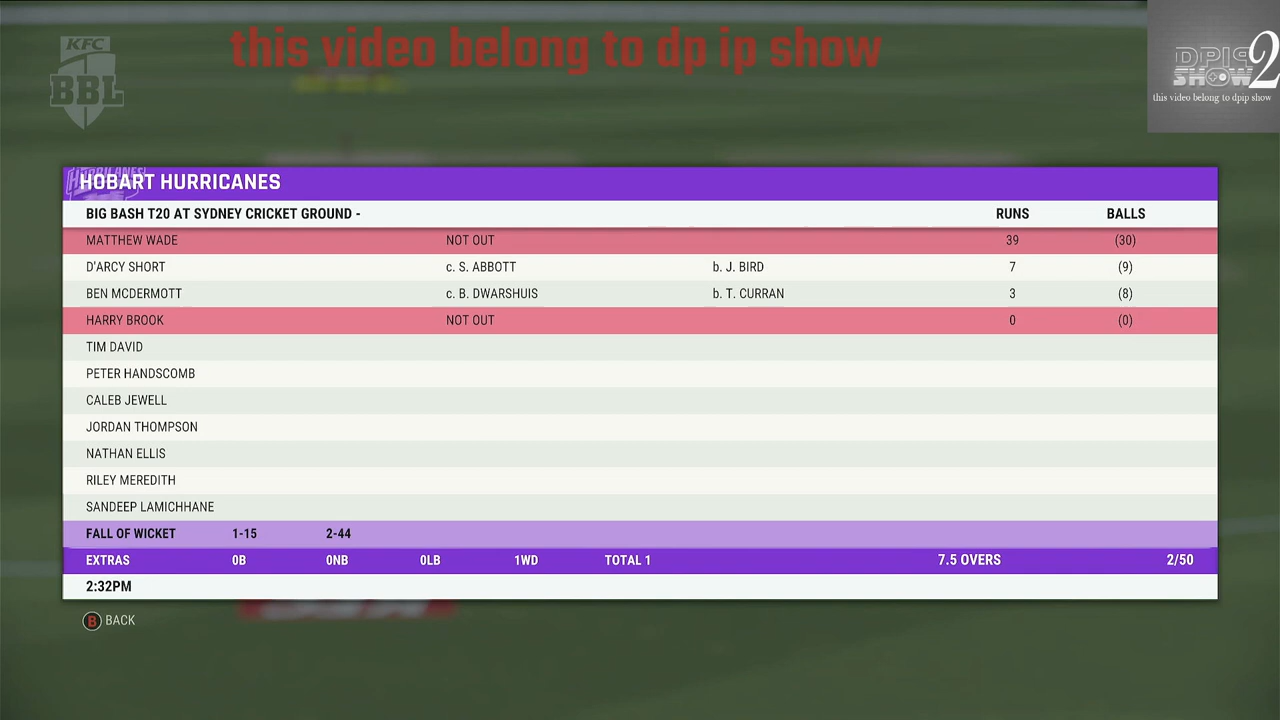 this video belong to dp ip show
KFC
BBL
DPIP
SHOW 2
this video belong to dpip show
HURRICANES
HOBART HURRICANES
BIG BASH T20 AT SYDNEY CRICKET GROUND - RUNS BALLS
MATTHEW WADE NOT OUT 39 (30)
D'ARCY SHORT c. S. ABBOTT b. J. BIRD 7 (9)
BEN MCDERMOTT c. B. DWARSHUIS b. T. CURRAN 3 (8)
HARRY BROOK NOT OUT 0 (0)
TIM DAVID
PETER HANDSCOMB
CALEB JEWELL
JORDAN THOMPSON
NATHAN ELLIS
RILEY MEREDITH
SANDEEP LAMICHHANE
FALL OF WICKET 1-15 2-44
EXTRAS 0B 0NB 0LB 1WD TOTAL 1 7.5 OVERS 2/50
2:32PM
B BACK